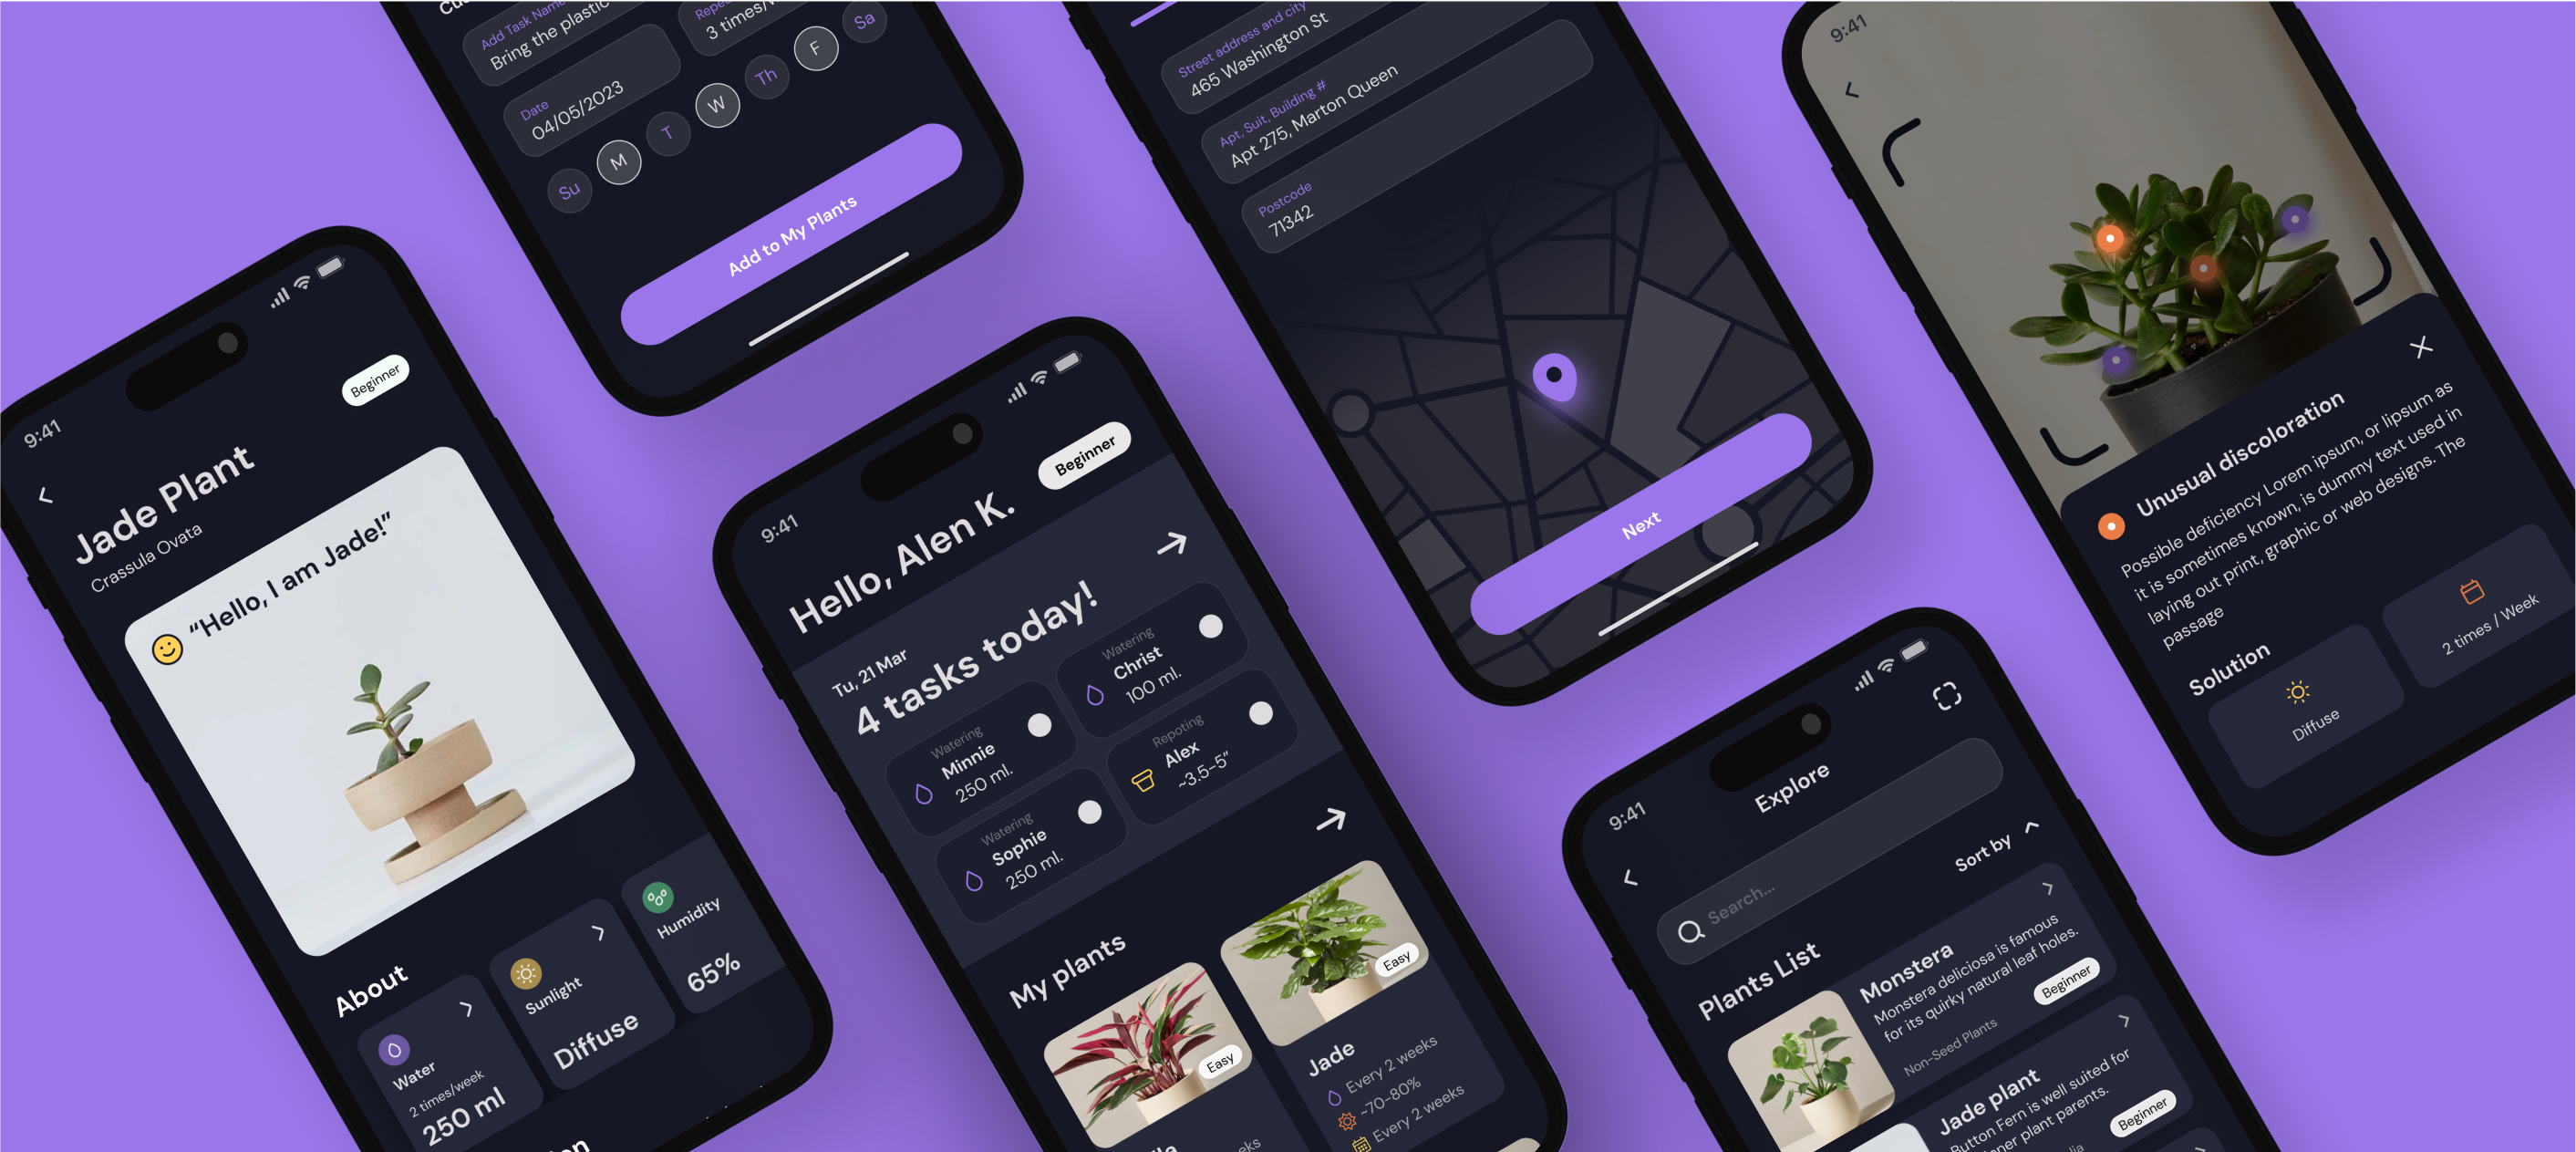 9:41
Beginner
Jade Plant
Crassula Ovata
“Hello, I am Jade!”
About
Water
2 times/week
250 ml
Sunlight
Diffuse
Humidity
65%
Add Task Name
Bring the plastic
3 times/
Date
04/05/2023
Su
M
T
W
Th
F
Sa
Add to My Plants
9:41
Beginner
Hello, Alen K.
Tu, 21 Mar
4 tasks today!
Watering
Minnie
250 ml.
Watering
Christ
100 ml.
Watering
Sophie
250 ml.
Repoting
Alex
~3.5-5”
My plants
Easy
Easy
Jade
Every 2 weeks
~70-80%
Every 2 weeks
Street address and city
465 Washington St
Apt, Suit, Building #
Apt 275, Marton Queen
Postcode
71342
Next
9:41
Explore
Search...
Sort by
Plants List
Monstera
Monstera deliciosa is famous
for its quirky natural leaf holes.
Non-Seed Plants
Beginner
Jade plant
Button Fern is well suited for
plant parents.
Beginner
9:41
Unusual discoloration
Possible deficiency Lorem ipsum, or lipsum as
it is sometimes known, is dummy text used in
laying out print, graphic or web designs. The
passage
Solution
Diffuse
2 times / Week